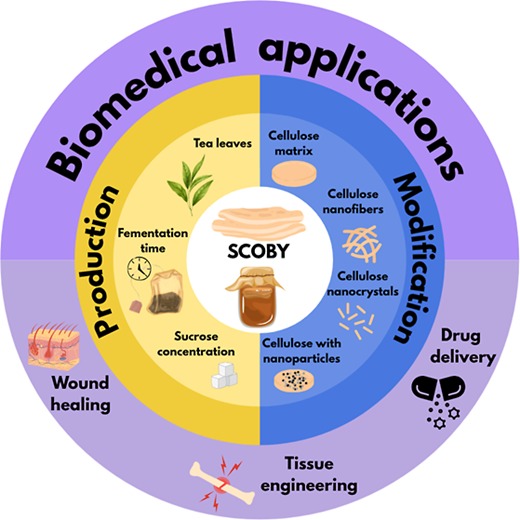 Biomedical applications
Production
Modification
Tea leaves
Fementation
time
Sucrose
concentration
Cellulose
matrix
Cellulose
nanofibers
Cellulose
nanocrystals
Cellulose with
nanoparticles
SCOBY
Wound
healing
Tissue
engineering
Drug
delivery